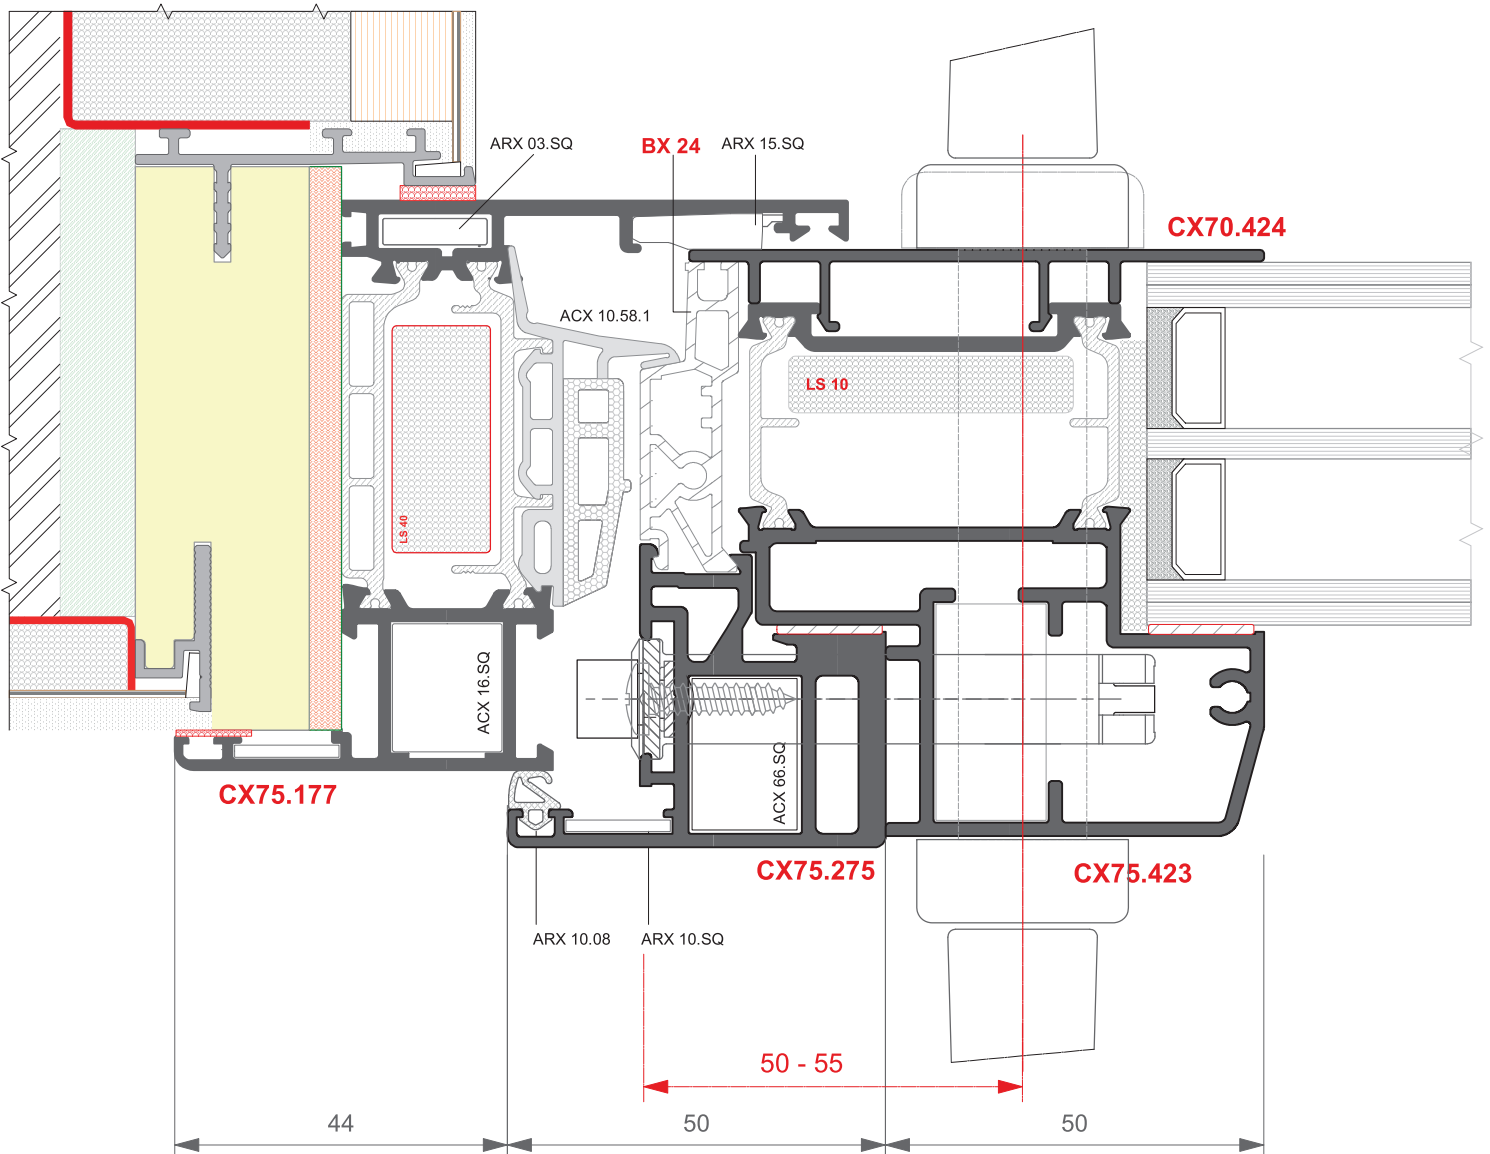 ARX 03.SQ
BX 24
ARX 15.SQ
CX70.424
ACX 10.58.1
LS 10
LS 40
ACX 16.SQ
ACX 66.SQ
CX75.177
CX75.275
CX75.423
ARX 10.08
ARX 10.SQ
50 - 55
44
50
50